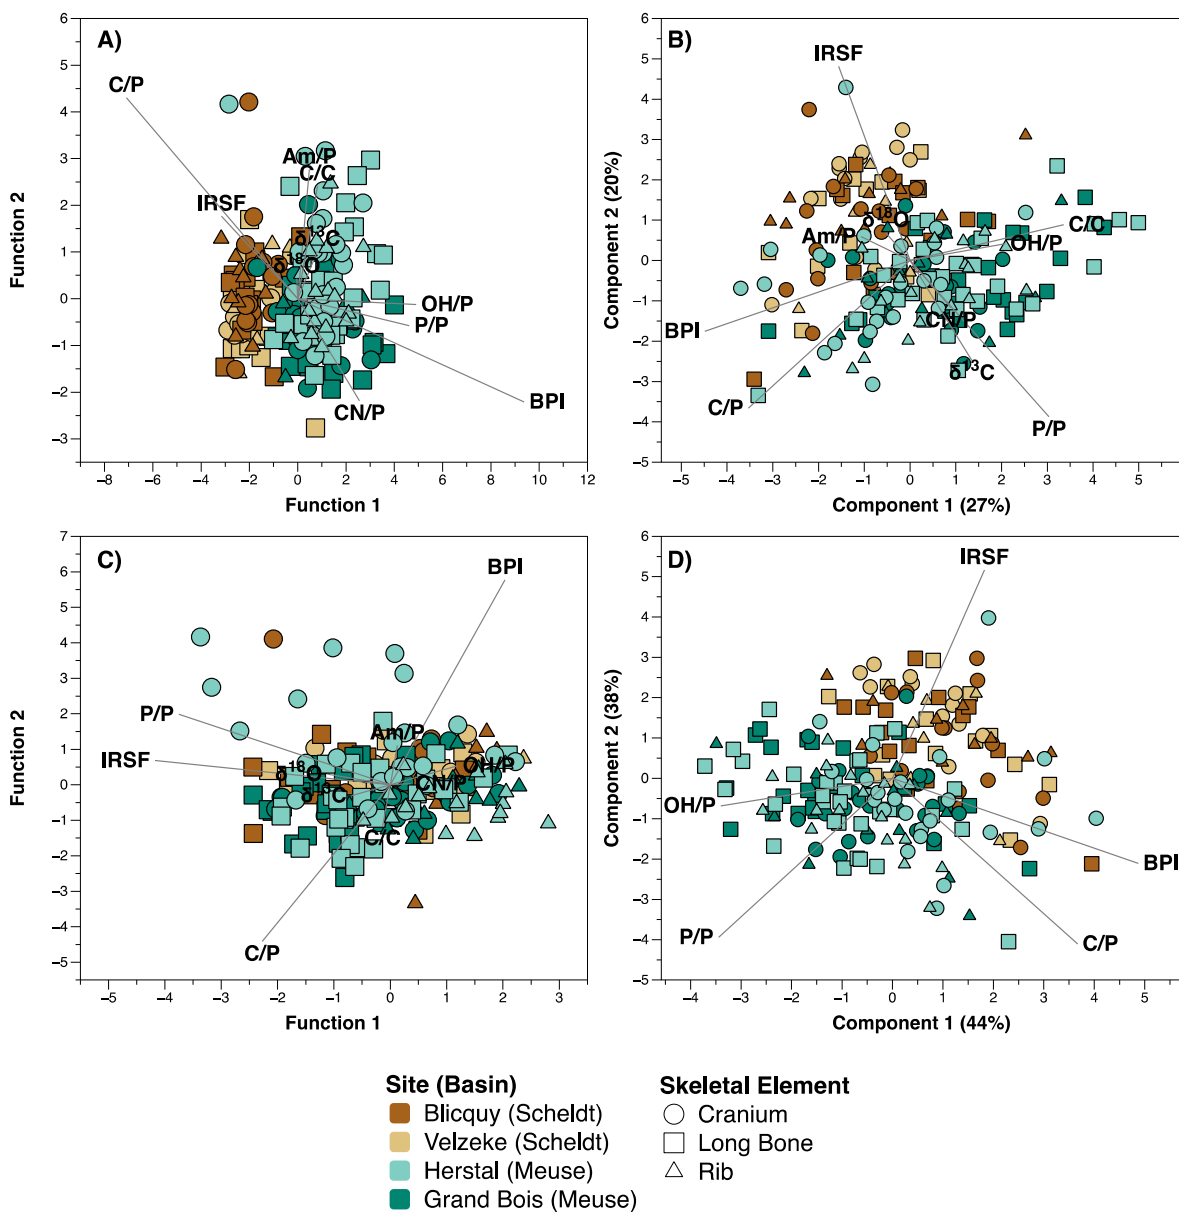 A)
6
5
4
3
2
1
0
−1
−2
−3
Function 2
C/P
Am/P
C/C
IRSF
δ13C
δ18O
OH/P
P/P
BPI
CN/P
−8
−6
−4
−2
0
2
4
6
8
10
12
Function 1
B)
6
5
4
3
2
1
0
−1
−2
−3
−4
−5
Component 2 (20%)
IRSF
δ18O
C/C
Am/P
OH/P
BPI
CN/P
δ13C
C/P
P/P
−5
−4
−3
−2
−1
0
1
2
3
4
5
Component 1 (27%)
C)
7
6
5
4
3
2
1
0
−1
−2
−3
−4
−5
Function 2
BPI
P/P
Am/P
IRSF
δ18O
OH/P
CN/P
δ13C
C/C
C/P
−5
−4
−3
−2
−1
0
1
2
3
Function 1
D)
6
5
4
3
2
1
0
−1
−2
−3
−4
−5
Component 2 (38%)
IRSF
OH/P
BPI
P/P
C/P
−4
−3
−2
−1
0
1
2
3
4
5
Component 1 (44%)
Site (Basin)
Blicquy (Scheldt)
Velzeke (Scheldt)
Herstal (Meuse)
Grand Bois (Meuse)
Skeletal Element
Cranium
Long Bone
Rib